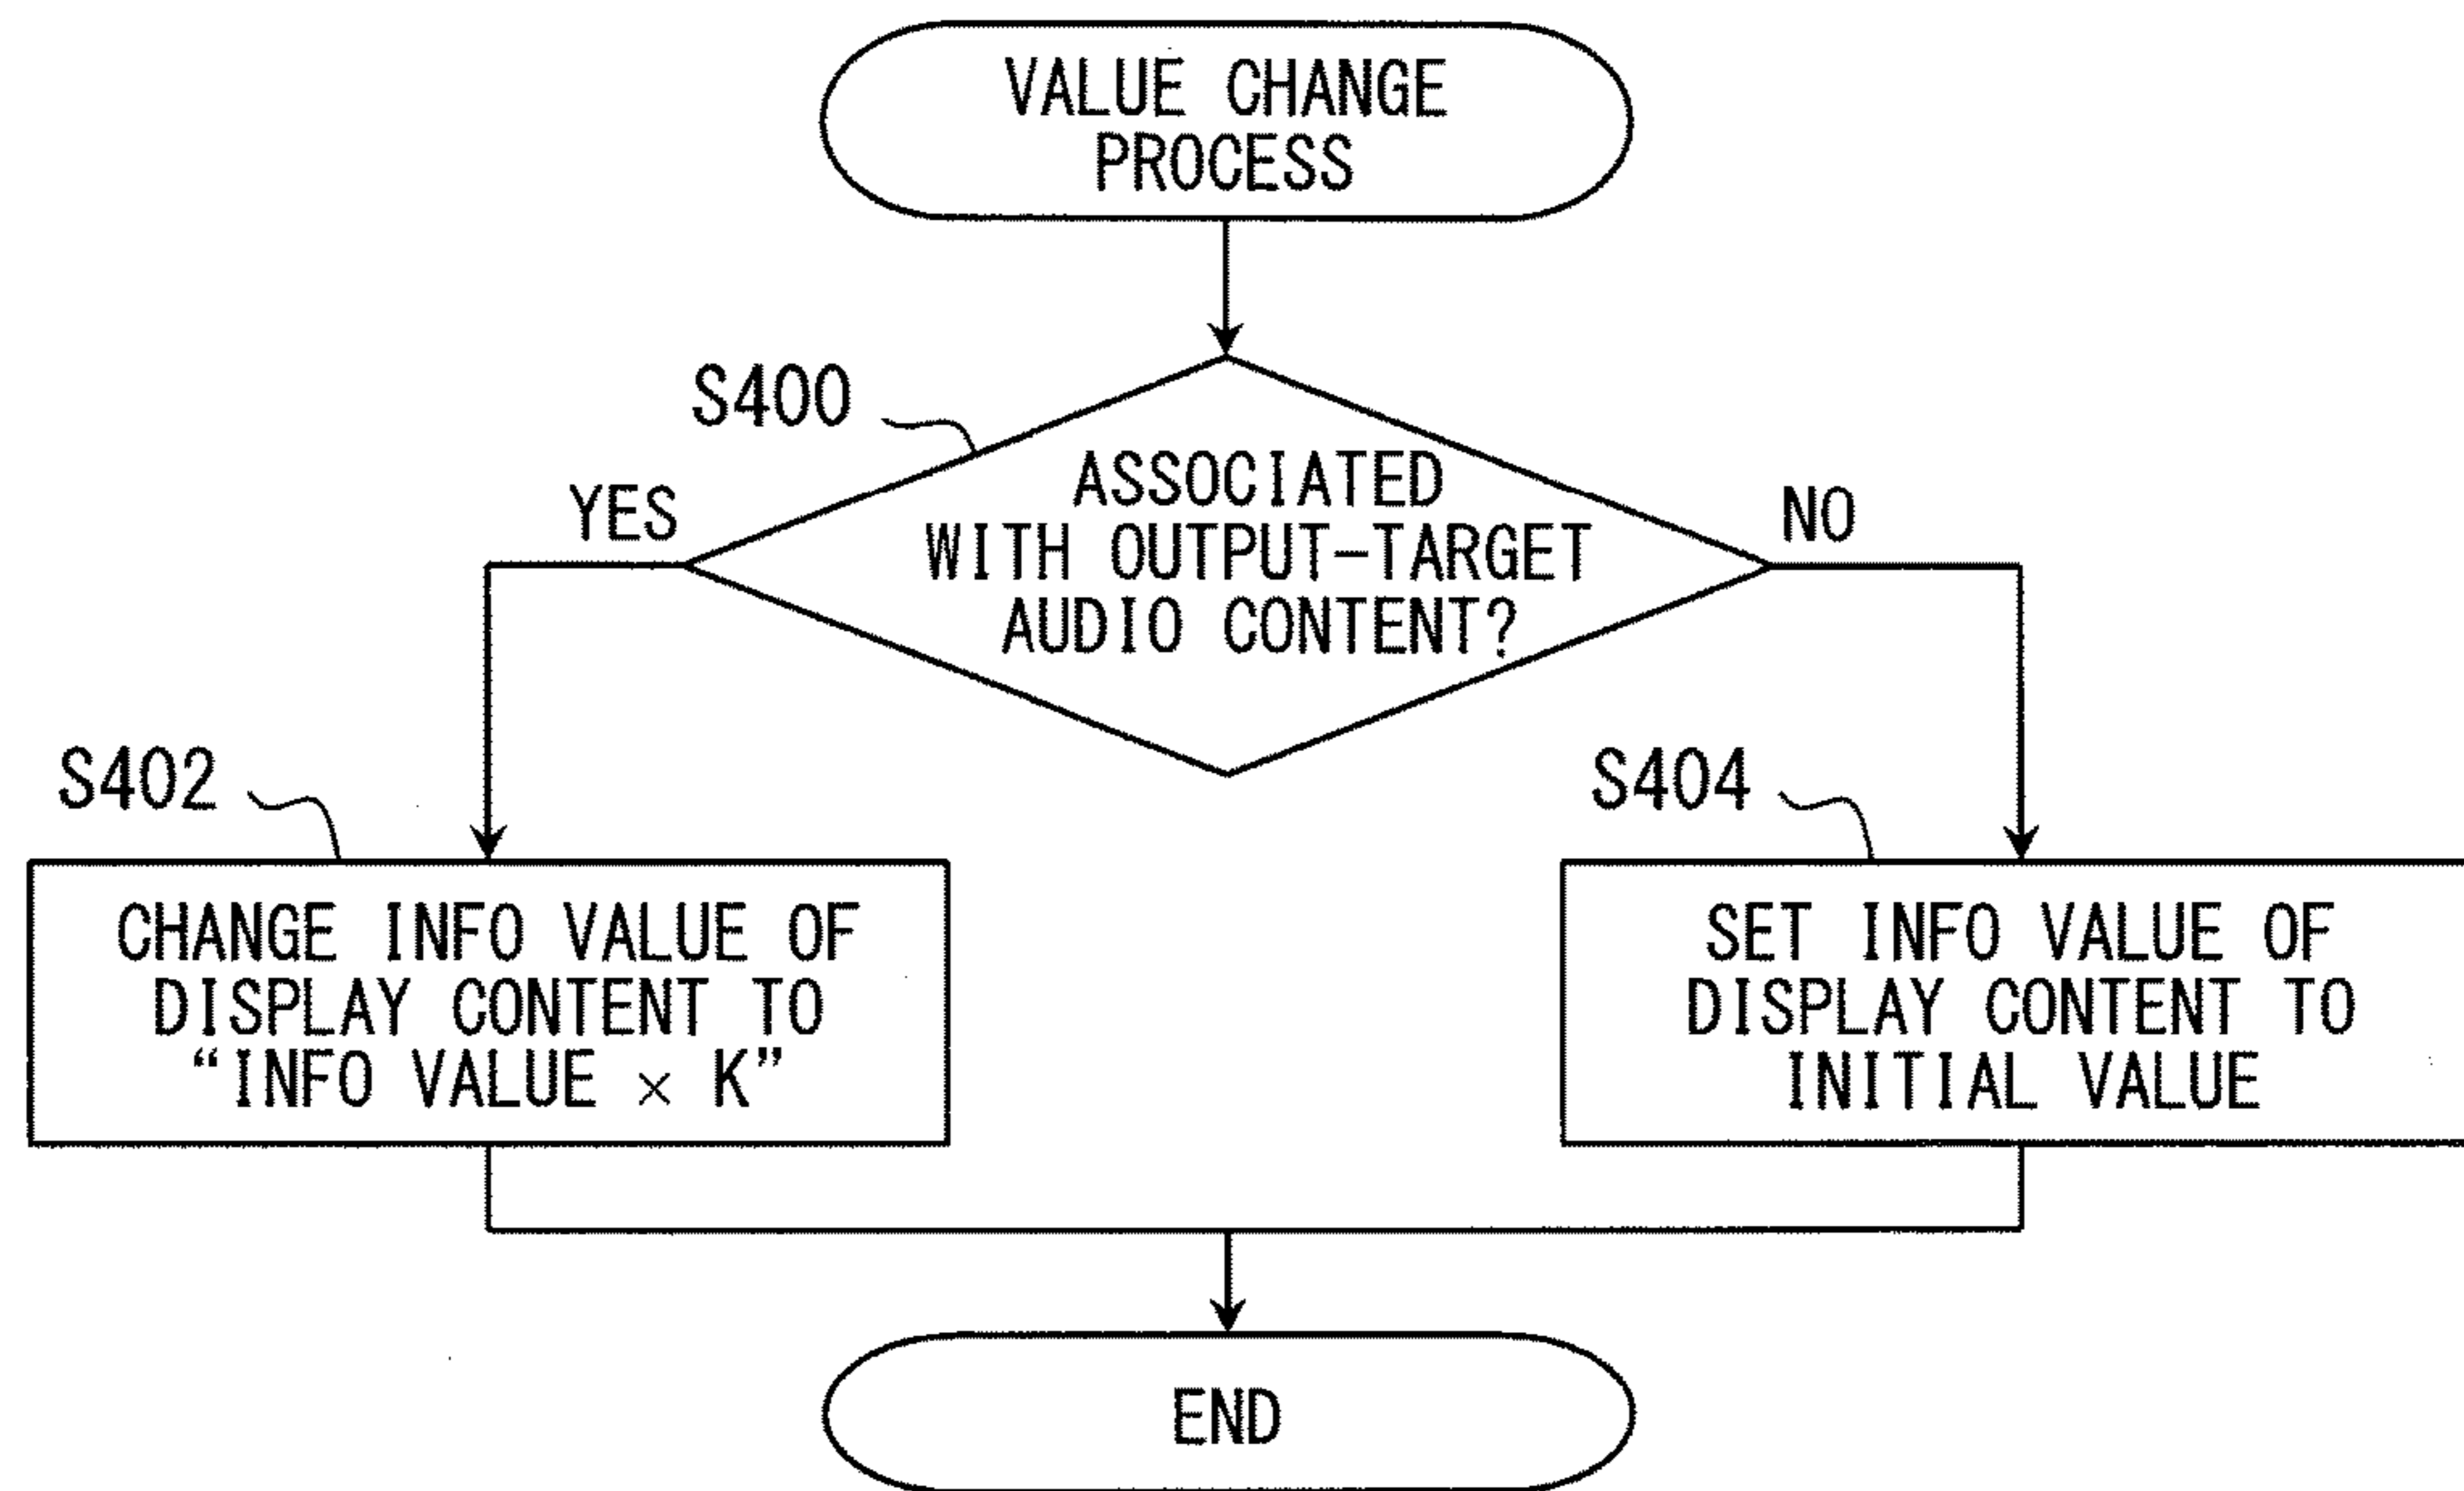 VALUE CHANGE
PROCESS
S400
ASSOCIATED
WITH OUTPUT-TARGET
AUDIO CONTENT?
YES
NO
S402
CHANGE INFO VALUE OF
DISPLAY CONTENT TO
“INFO VALUE × K”
S404
SET INFO VALUE OF
DISPLAY CONTENT TO
INITIAL VALUE
END